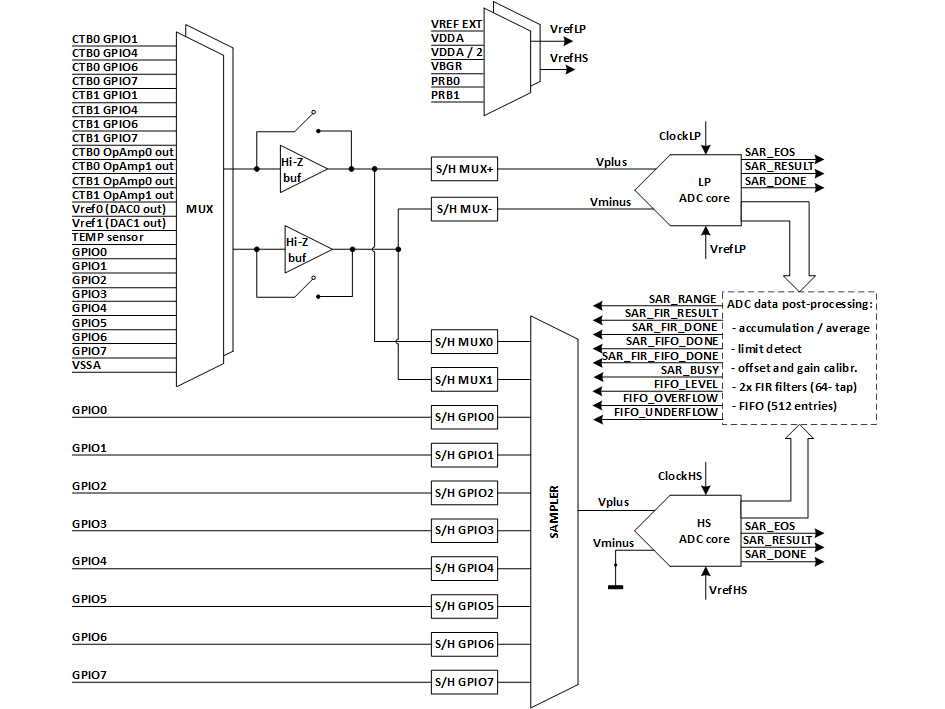 VREF EXT
VDDA
VDDA / 2
VBGR
PRB0
PRB1
VrefLP
VrefHS
CTB0 GPIO1
CTB0 GPIO4
CTB0 GPIO6
CTB0 GPIO7
CTB1 GPIO1
CTB1 GPIO4
CTB1 GPIO6
CTB1 GPIO7
CTB0 OpAmp0 out
CTB0 OpAmp1 out
CTB1 OpAmp0 out
CTB1 OpAmp1 out
Vref0 (DAC0 out)
Vref1 (DAC1 out)
TEMP sensor
GPIO0
GPIO1
GPIO2
GPIO3
GPIO4
GPIO5
GPIO6
GPIO7
VSSA
MUX
Hi-Z
buf
Hi-Z
buf
S/H MUX+
S/H MUX-
Vplus
Vminus
ClockLP
LP
ADC core
VrefLP
SAR_EOS
SAR_RESULT
SAR_DONE
SAR_RANGE
SAR_FIR_RESULT
SAR_FIR_DONE
SAR_FIFO_DONE
SAR_FIR_FIFO_DONE
SAR_BUSY
FIFO_LEVEL
FIFO_OVERFLOW
FIFO_UNDERFLOW
ADC data post-processing:
- accumulation / average
- limit detect
- offset and gain calibr.
- 2x FIR filters (64- tap)
- FIFO (512 entries)
S/H MUX0
S/H MUX1
GPIO0
S/H GPIO0
GPIO1
S/H GPIO1
GPIO2
S/H GPIO2
GPIO3
S/H GPIO3
GPIO4
S/H GPIO4
GPIO5
S/H GPIO5
GPIO6
S/H GPIO6
GPIO7
S/H GPIO7
SAMPLER
Vplus
Vminus
ClockHS
HS
ADC core
VrefHS
SAR_EOS
SAR_RESULT
SAR_DONE